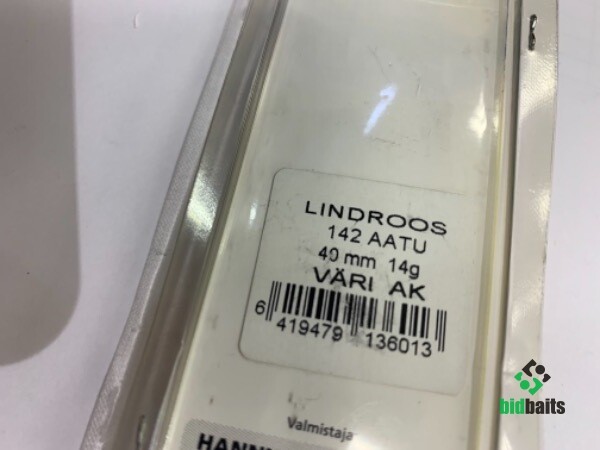 LINDROOS
142 AATU
40 mm 14g
VÄRI AK
6 419479 136013
Valmistaja
bidbaits